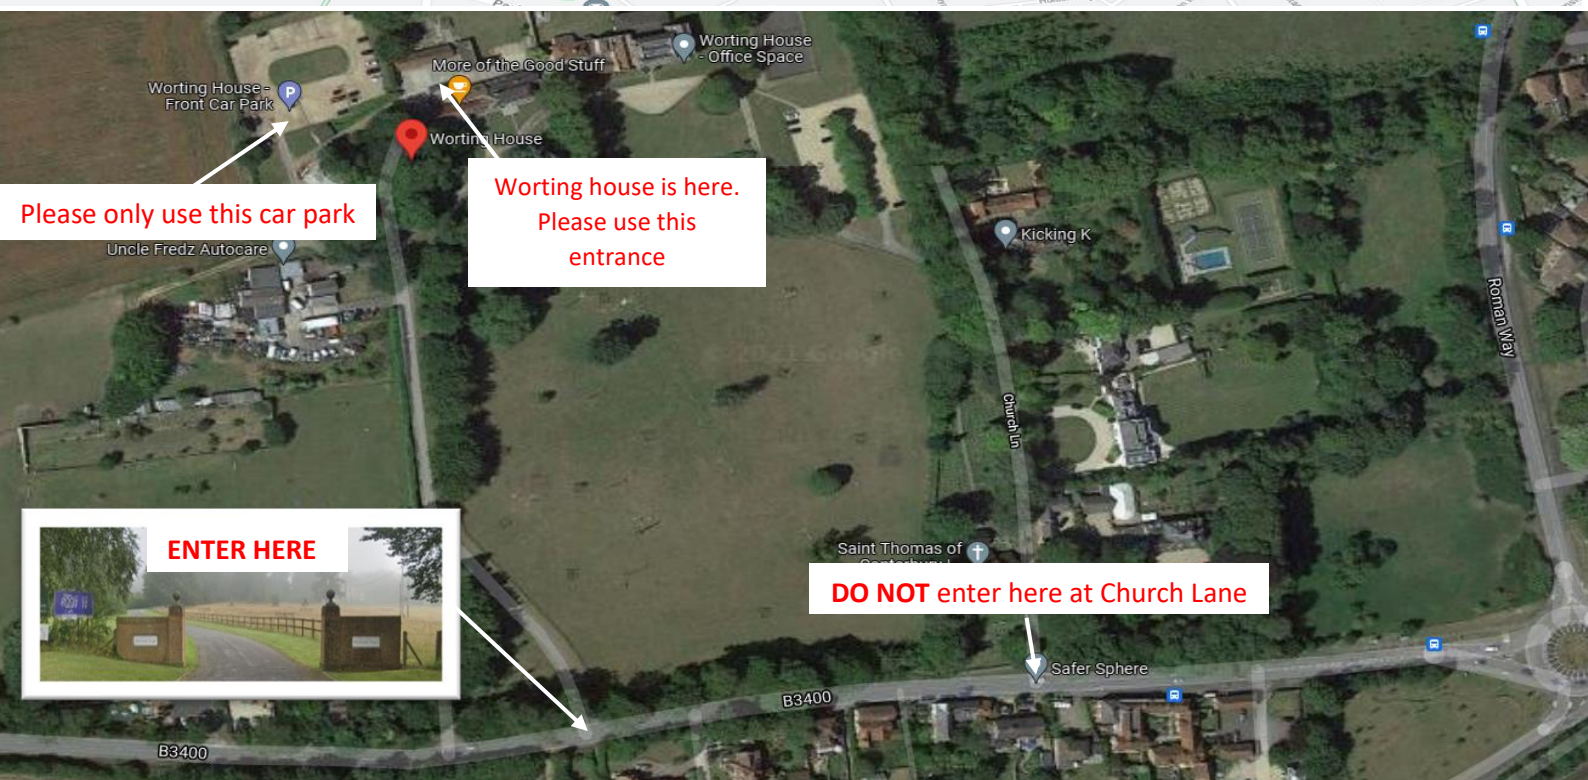 Worting House
- Office Space
More of the Good Stuff
Worting House -
Front Car Park
P
Worting House
Please only use this car park
Worting house is here.
Please use this
entrance
Uncle Fredz Autocare
Kicking K
Roman Way
Church Ln
ENTER HERE
Saint Thomas of
DO NOT enter here at Church Lane
Safer Sphere
B3400
B3400